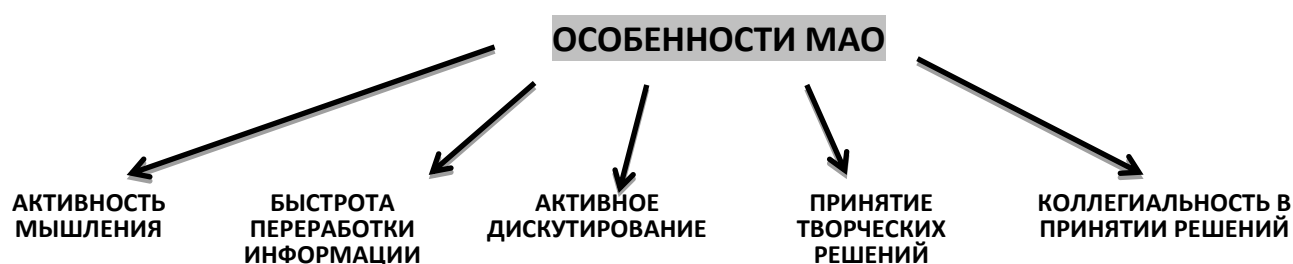 ОСОБЕННОСТИ МАО
АКТИВНОСТЬ
МЫШЛЕНИЯ
БЫСТРОТА
ПЕРЕРАБОТКИ
ИНФОРМАЦИИ
АКТИВНОЕ
ДИСКУТИРОВАНИЕ
ПРИНЯТИЕ
ТВОРЧЕСКИХ
РЕШЕНИЙ
КОЛЛЕГИАЛЬНОСТЬ В
ПРИНЯТИИ РЕШЕНИЙ